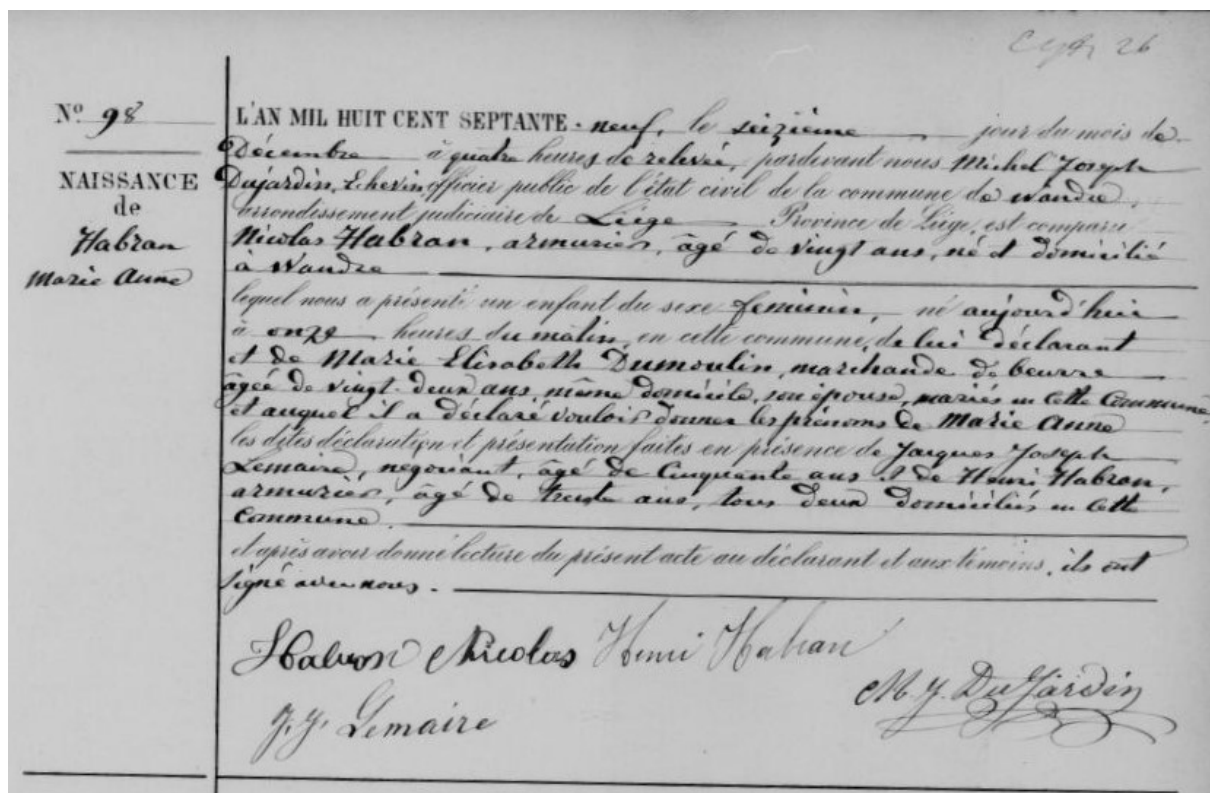 26
Nº 98
NAISSANCE
de
Habran
Marie Anne
L'AN MIL HUIT CENT SEPTANTE - neuf, le seizième jour du mois de
Décembre à quatre heures de relevée, pardevant nous Michel Joseph
Dujardin, Echevin officier public de l'état civil de la commune de Wandre,
arrondissement judiciaire de Liége Province de Liége, est comparu
Nicolas Habran, armurier, âgé de vingt ans, né et domicilié
à Wandre
lequel nous a présenté un enfant du sexe feminin, né aujourd'hui
à onze heures du matin, en cette commune, de lui déclarant
et de Marie Elisabeth Dumoulin, marchande de beurre
âgée de vingt-deux ans, même domicile, son épouse, mariés en cette Commune,
et auquel il a déclaré vouloir donner les prénoms de Marie Anne
les dites déclaration et présentation faites en présence de Jacques Joseph
Lemaire, negociant, âgé de Cinquante ans et de Henri Habran,
armurier, âgé de trente ans, tous deux domiciliés en cette
Commune.
et après avoir donné lecture du présent acte au déclarant et aux témoins, ils ont
signé avec nous.
Habran Nicolas Henri Habran
M. J. DuJardin
J. J. Lemaire